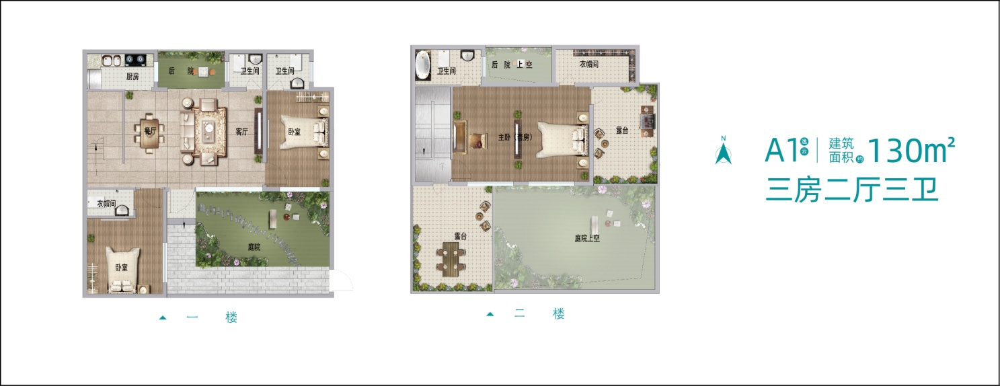 厨房
后 院
卫生间
卫生间
餐厅
客厅
卧室
衣帽间
庭院
卧室
一 楼
卫生间
后 院 上 空
衣帽间
主卧（套房）
露台
露台
庭院上空
二 楼
N
A1 逸云 建筑面积 约 130m²
三房二厅三卫